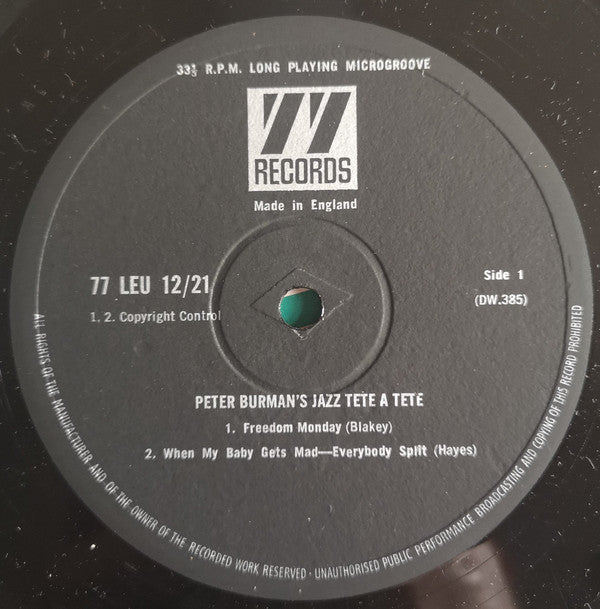 33⅓ R.P.M. LONG PLAYING MICROGROOVE
77
RECORDS
Made in England
77 LEU 12/21
Side 1
1. 2. Copyright Control
(DW.385)
PETER BURMAN'S JAZZ TETE A TETE
1. Freedom Monday (Blakey)
2. When My Baby Gets Mad—Everybody Split (Hayes)
ALL RIGHTS OF THE MANUFACTURER AND OF THE OWNER OF THE RECORDED WORK RESERVED · UNAUTHORISED PUBLIC PERFORMANCE BROADCASTING AND COPYING OF THIS RECORD PROHIBITED